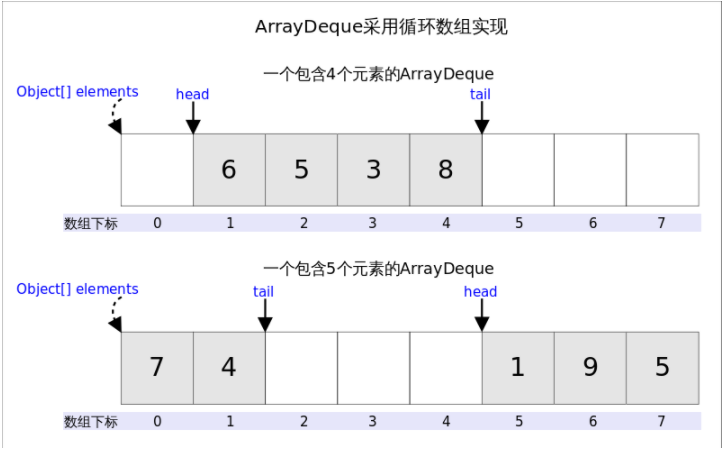 ArrayDeque采用循环数组实现
一个包含4个元素的ArrayDeque
Object[] elements head tail
6 5 3 8
数组下标 0 1 2 3 4 5 6 7
一个包含5个元素的ArrayDeque
Object[] elements tail head
7 4 1 9 5
数组下标 0 1 2 3 4 5 6 7